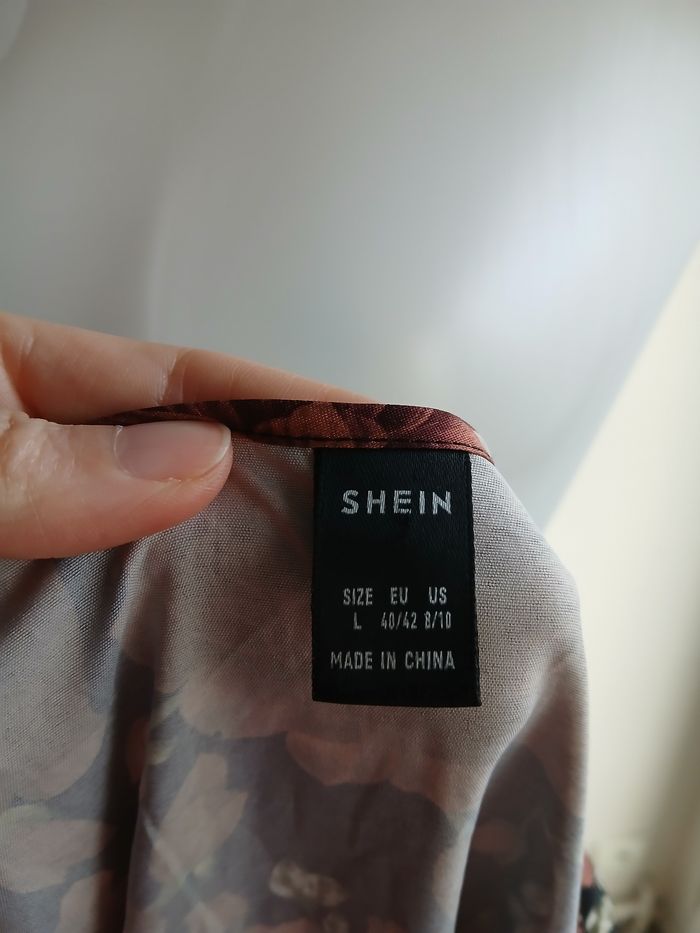 SHEIN
SIZE EU US
L 40/42 8/10
MADE IN CHINA